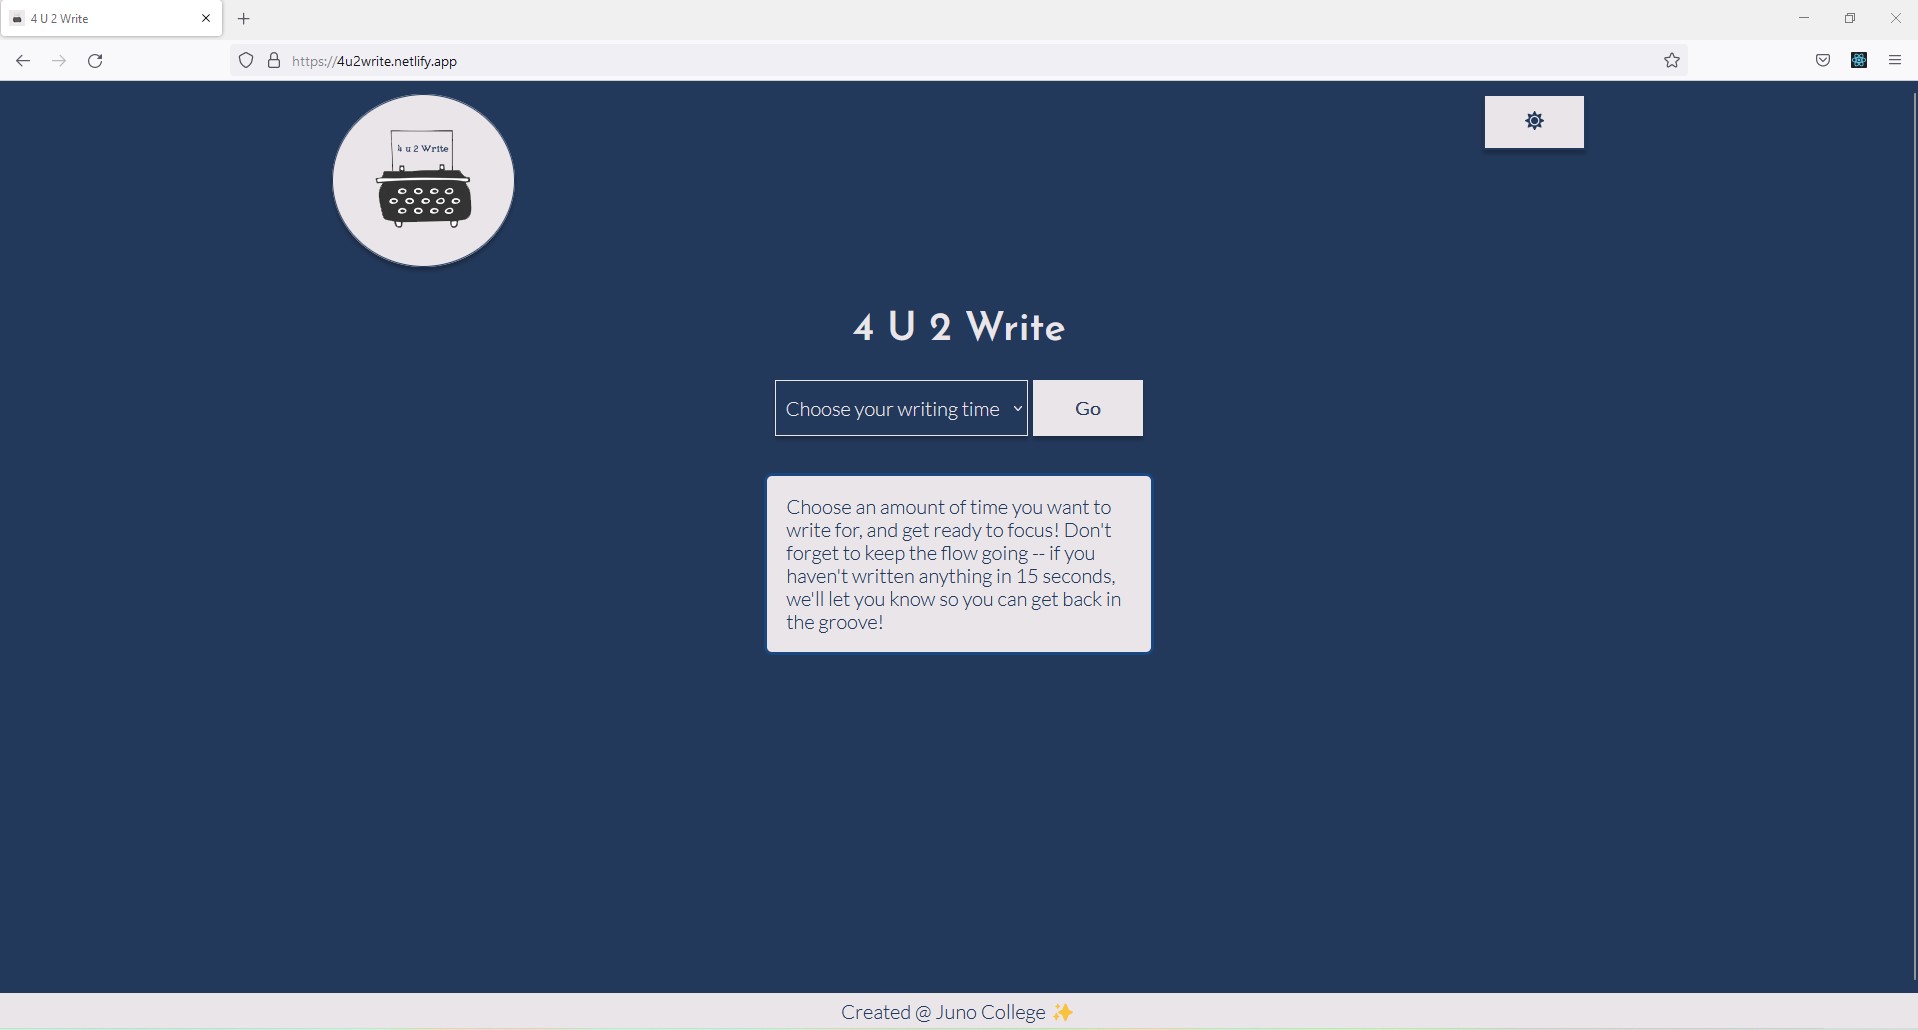 4 U 2 Write
https://4u2write.netlify.app
4 u 2 Write
4 U 2 Write
Choose your writing time
Go
Choose an amount of time you want to
write for, and get ready to focus! Don't
forget to keep the flow going -- if you
haven't written anything in 15 seconds,
we'll let you know so you can get back in
the groove!
Created @ Juno College ✨